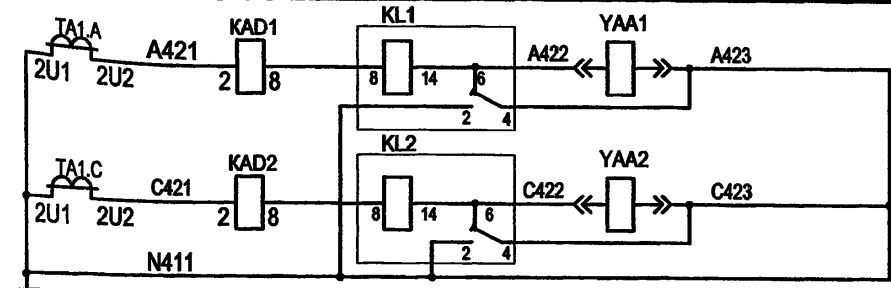 TA1.A KAD1 KL1 YAA1
2U1 2U2 A421 2 8 8 14 6 A422 A423
2 4
TA1.C KAD2 KL2 YAA2
2U1 2U2 C421 2 8 8 14 6 C422 C423
2 4
N411